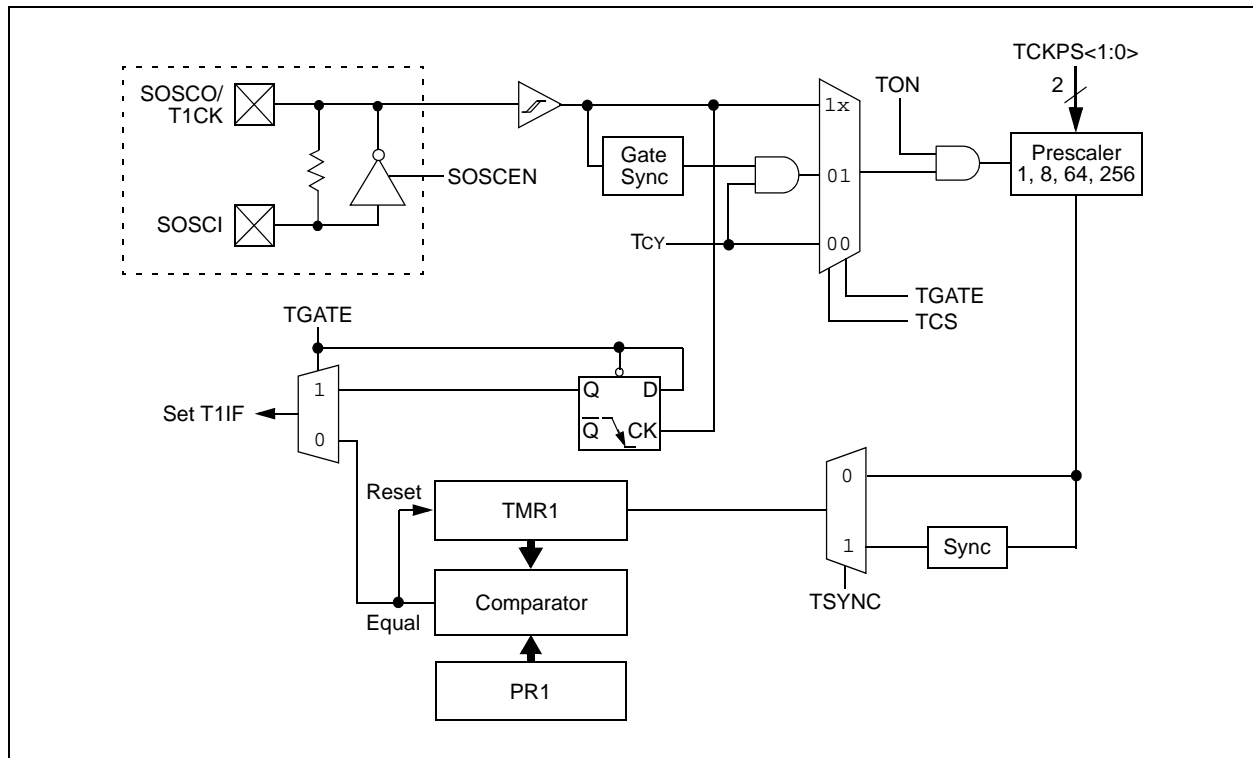 SOSCO/
T1CK
SOSCI
SOSCEN
Gate
Sync
TCY
1x
01
00
TON
TCKPS<1:0>
2
Prescaler
1, 8, 64, 256
TGATE
TCS
TGATE
1
0
Set T1IF
Q
D
Q
CK
Reset
TMR1
Equal
Comparator
PR1
0
1
Sync
TSYNC